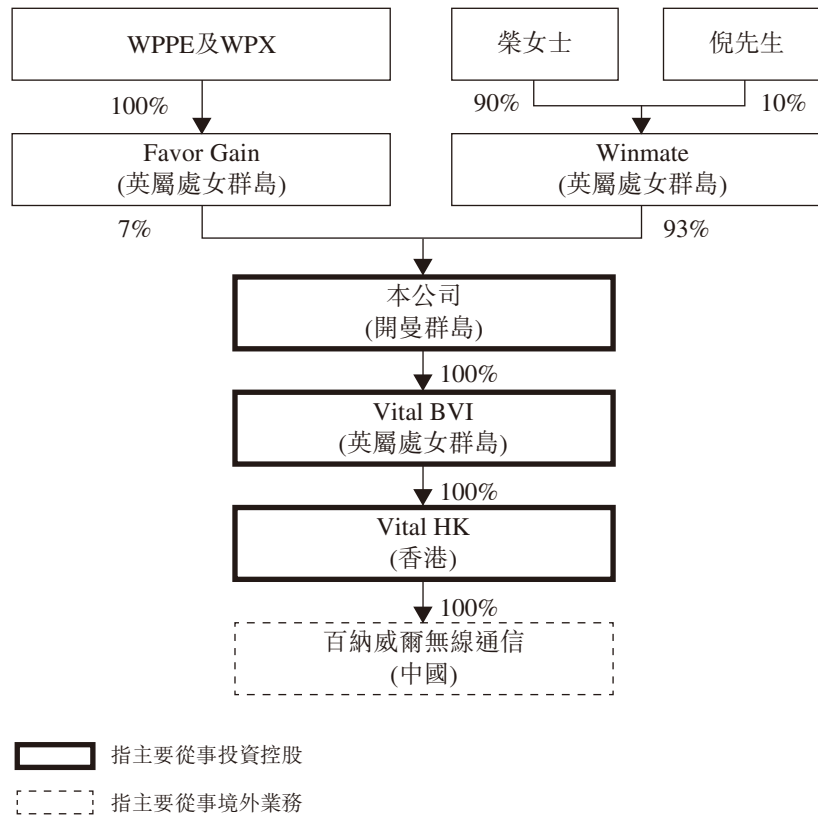 WPPE及WPX
榮女士
倪先生
100%
90%
10%
Favor Gain
(英屬處女群島)
Winmate
(英屬處女群島)
7%
93%
本公司
(開曼群島)
100%
Vital BVI
(英屬處女群島)
100%
Vital HK
(香港)
100%
百納威爾無線通信
(中國)
指主要從事投資控股
指主要從事境外業務